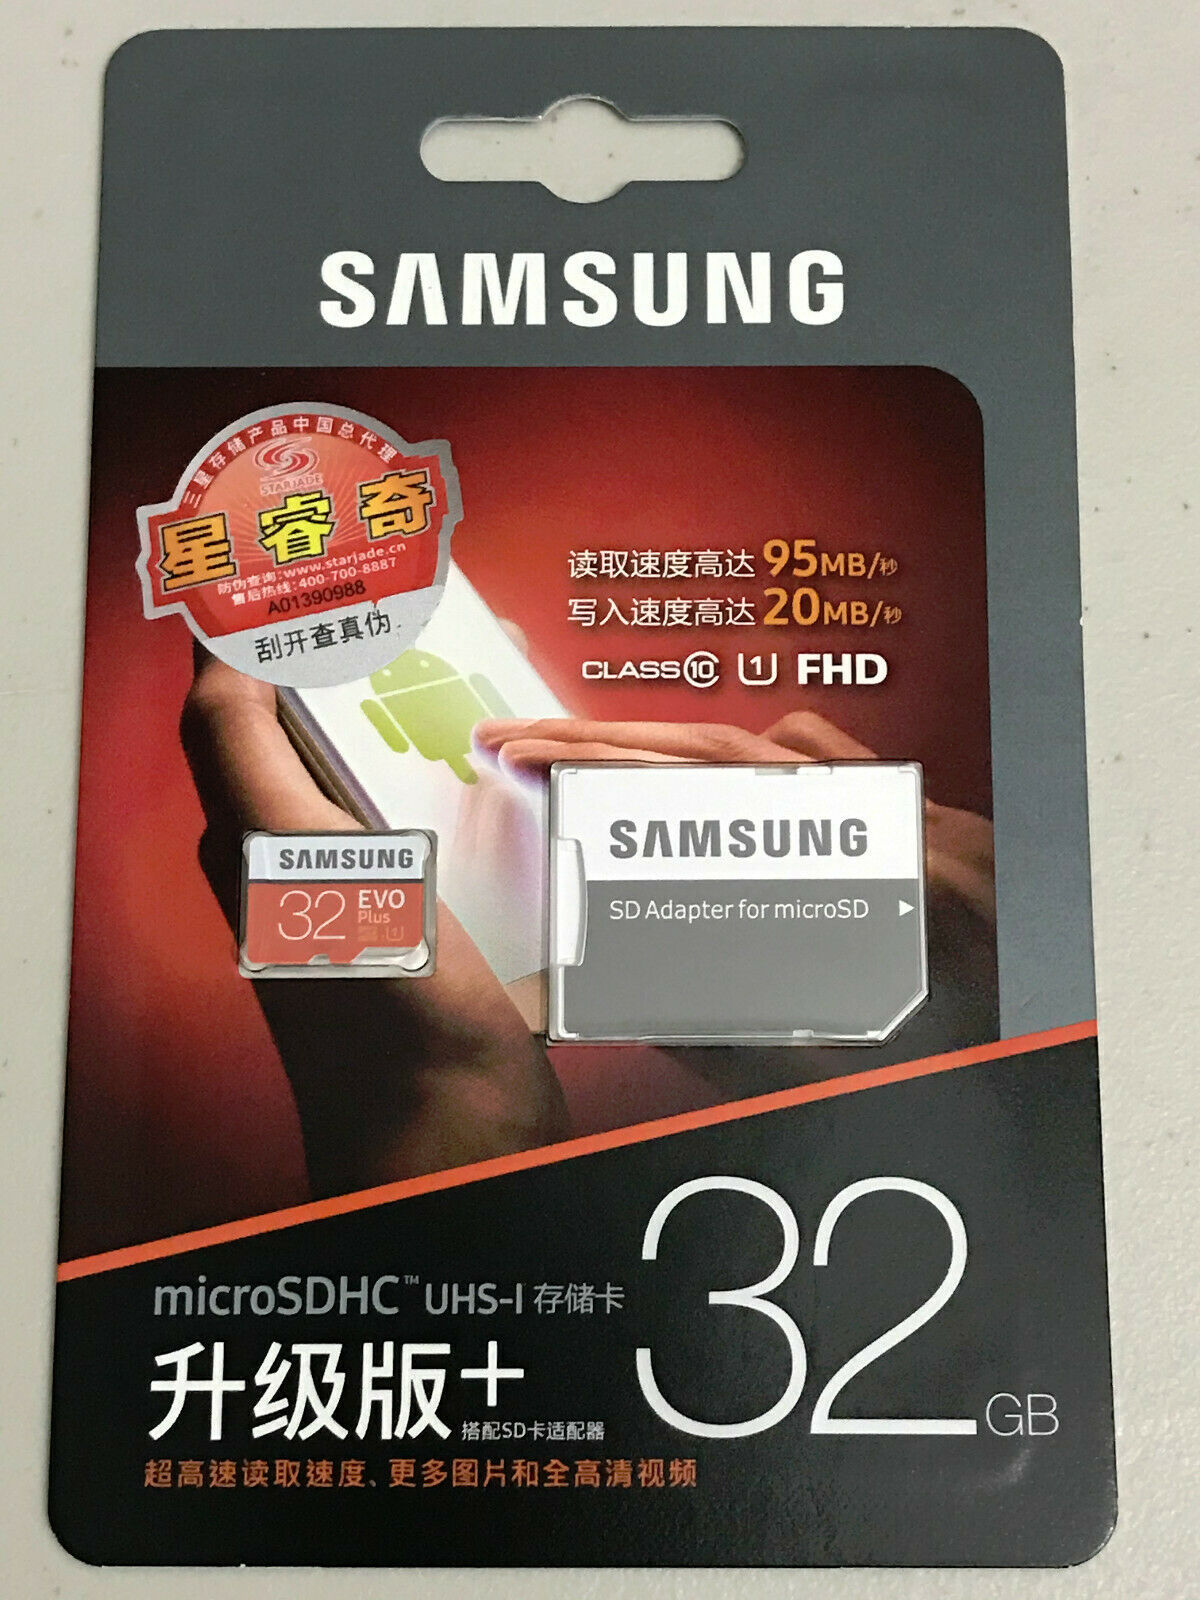 SAMSUNG
三星存储产品中国总代理
STARJADE
星睿奇
防伪查询:www.starjade.cn
售后热线:400-700-8887
A01390988
刮开查真伪
读取速度高达 95MB/秒
写入速度高达 20MB/秒
CLASS 10 U1 FHD
SAMSUNG
32 EVO
Plus
U1
SAMSUNG
SD Adapter for microSD
microSDHC™ UHS-I 存储卡
升级版+
搭配SD卡适配器
32GB
超高速读取速度、更多图片和全高清视频